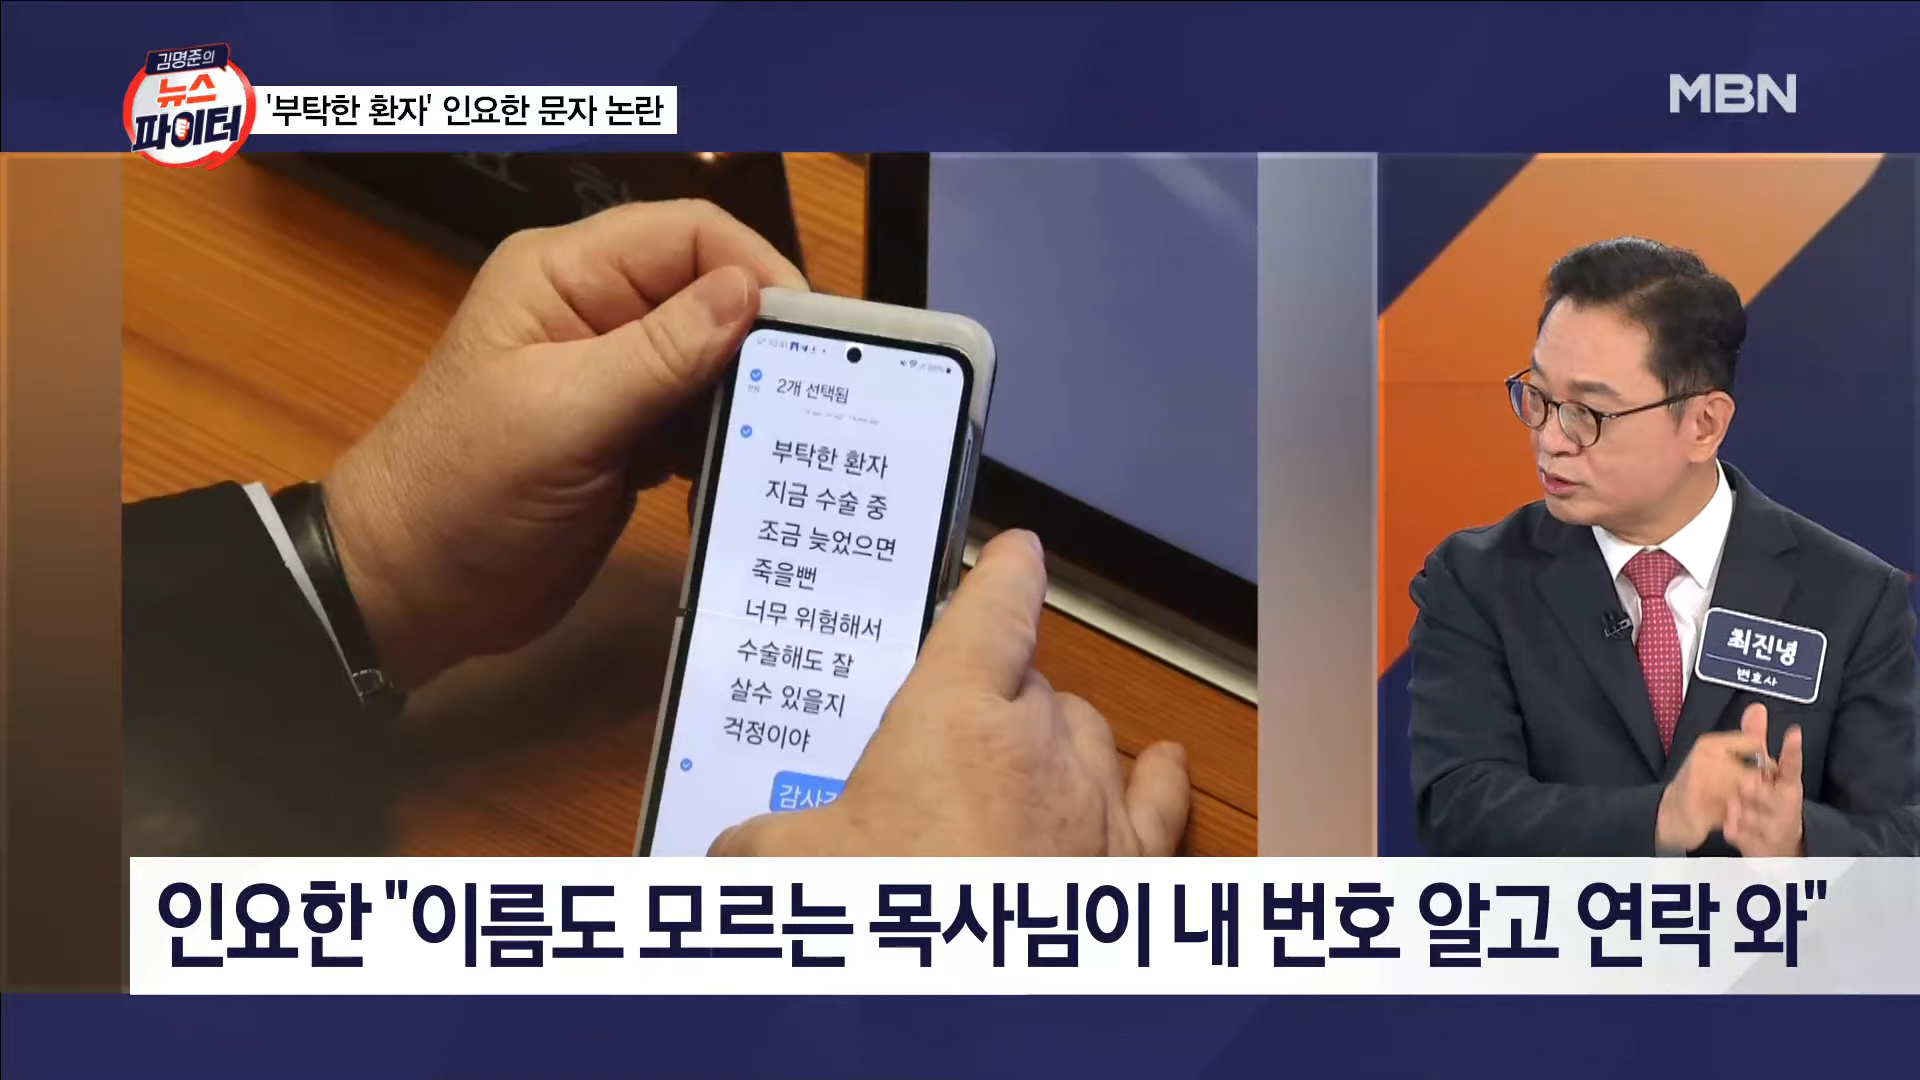 김명준의
뉴스
파이터
'부탁한 환자' 인요한 문자 논란
MBN
2개 선택됨
부탁한 환자
지금 수술 중
조금 늦었으면
죽을뻔
너무 위험해서
수술해도 잘
살수 있을지
걱정이야
감사
최진녕
변호사
인요한 "이름도 모르는 목사님이 내 번호 알고 연락 와"